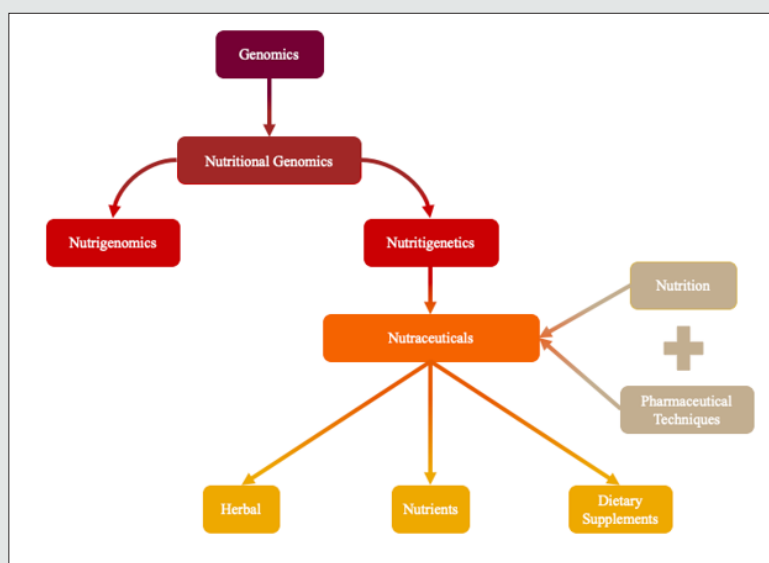 Genomics
Nutritional Genomics
Nutrigenomics
Nutritigenetics
Nutrition
Nutraceuticals
Pharmaceutical
Techniques
Herbal
Nutrients
Dietary
Supplements